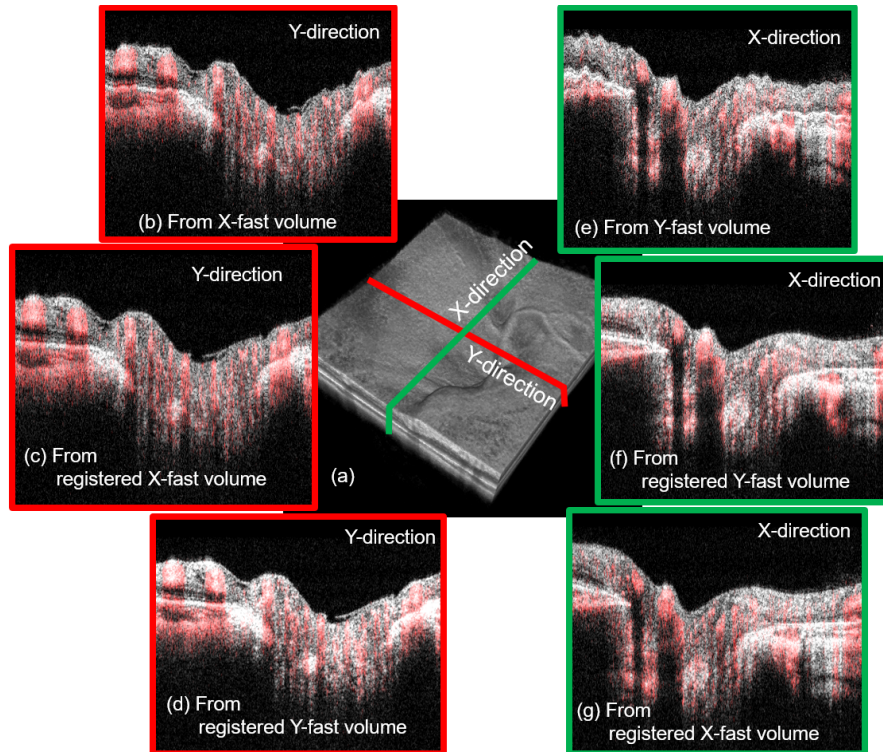 Y-direction
(b) From X-fast volume
X-direction
(e) From Y-fast volume
Y-direction
(c) From
registered X-fast volume
X-direction
Y-direction
(a)
X-direction
(f) From
registered Y-fast volume
Y-direction
(d) From
registered Y-fast volume
X-direction
(g) From
registered X-fast volume